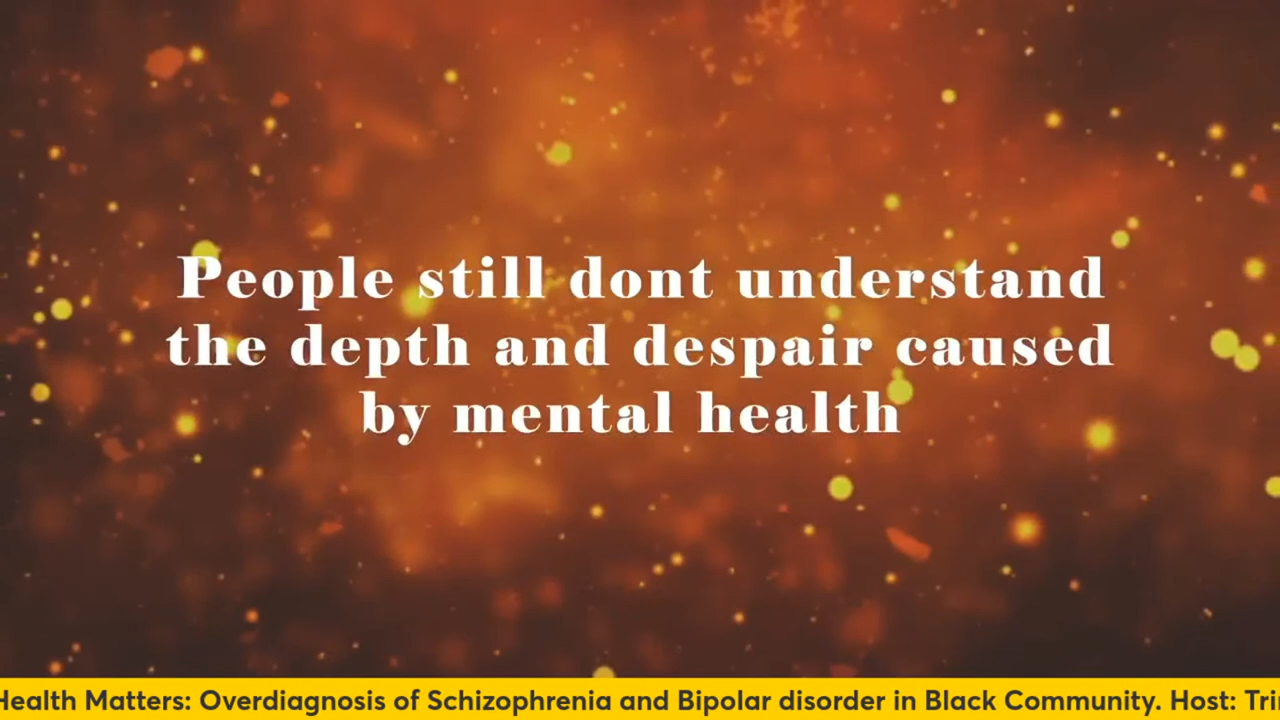 People still dont understand
the depth and despair caused
by mental health
Health Matters: Overdiagnosis of Schizophrenia and Bipolar disorder in Black Community. Host: